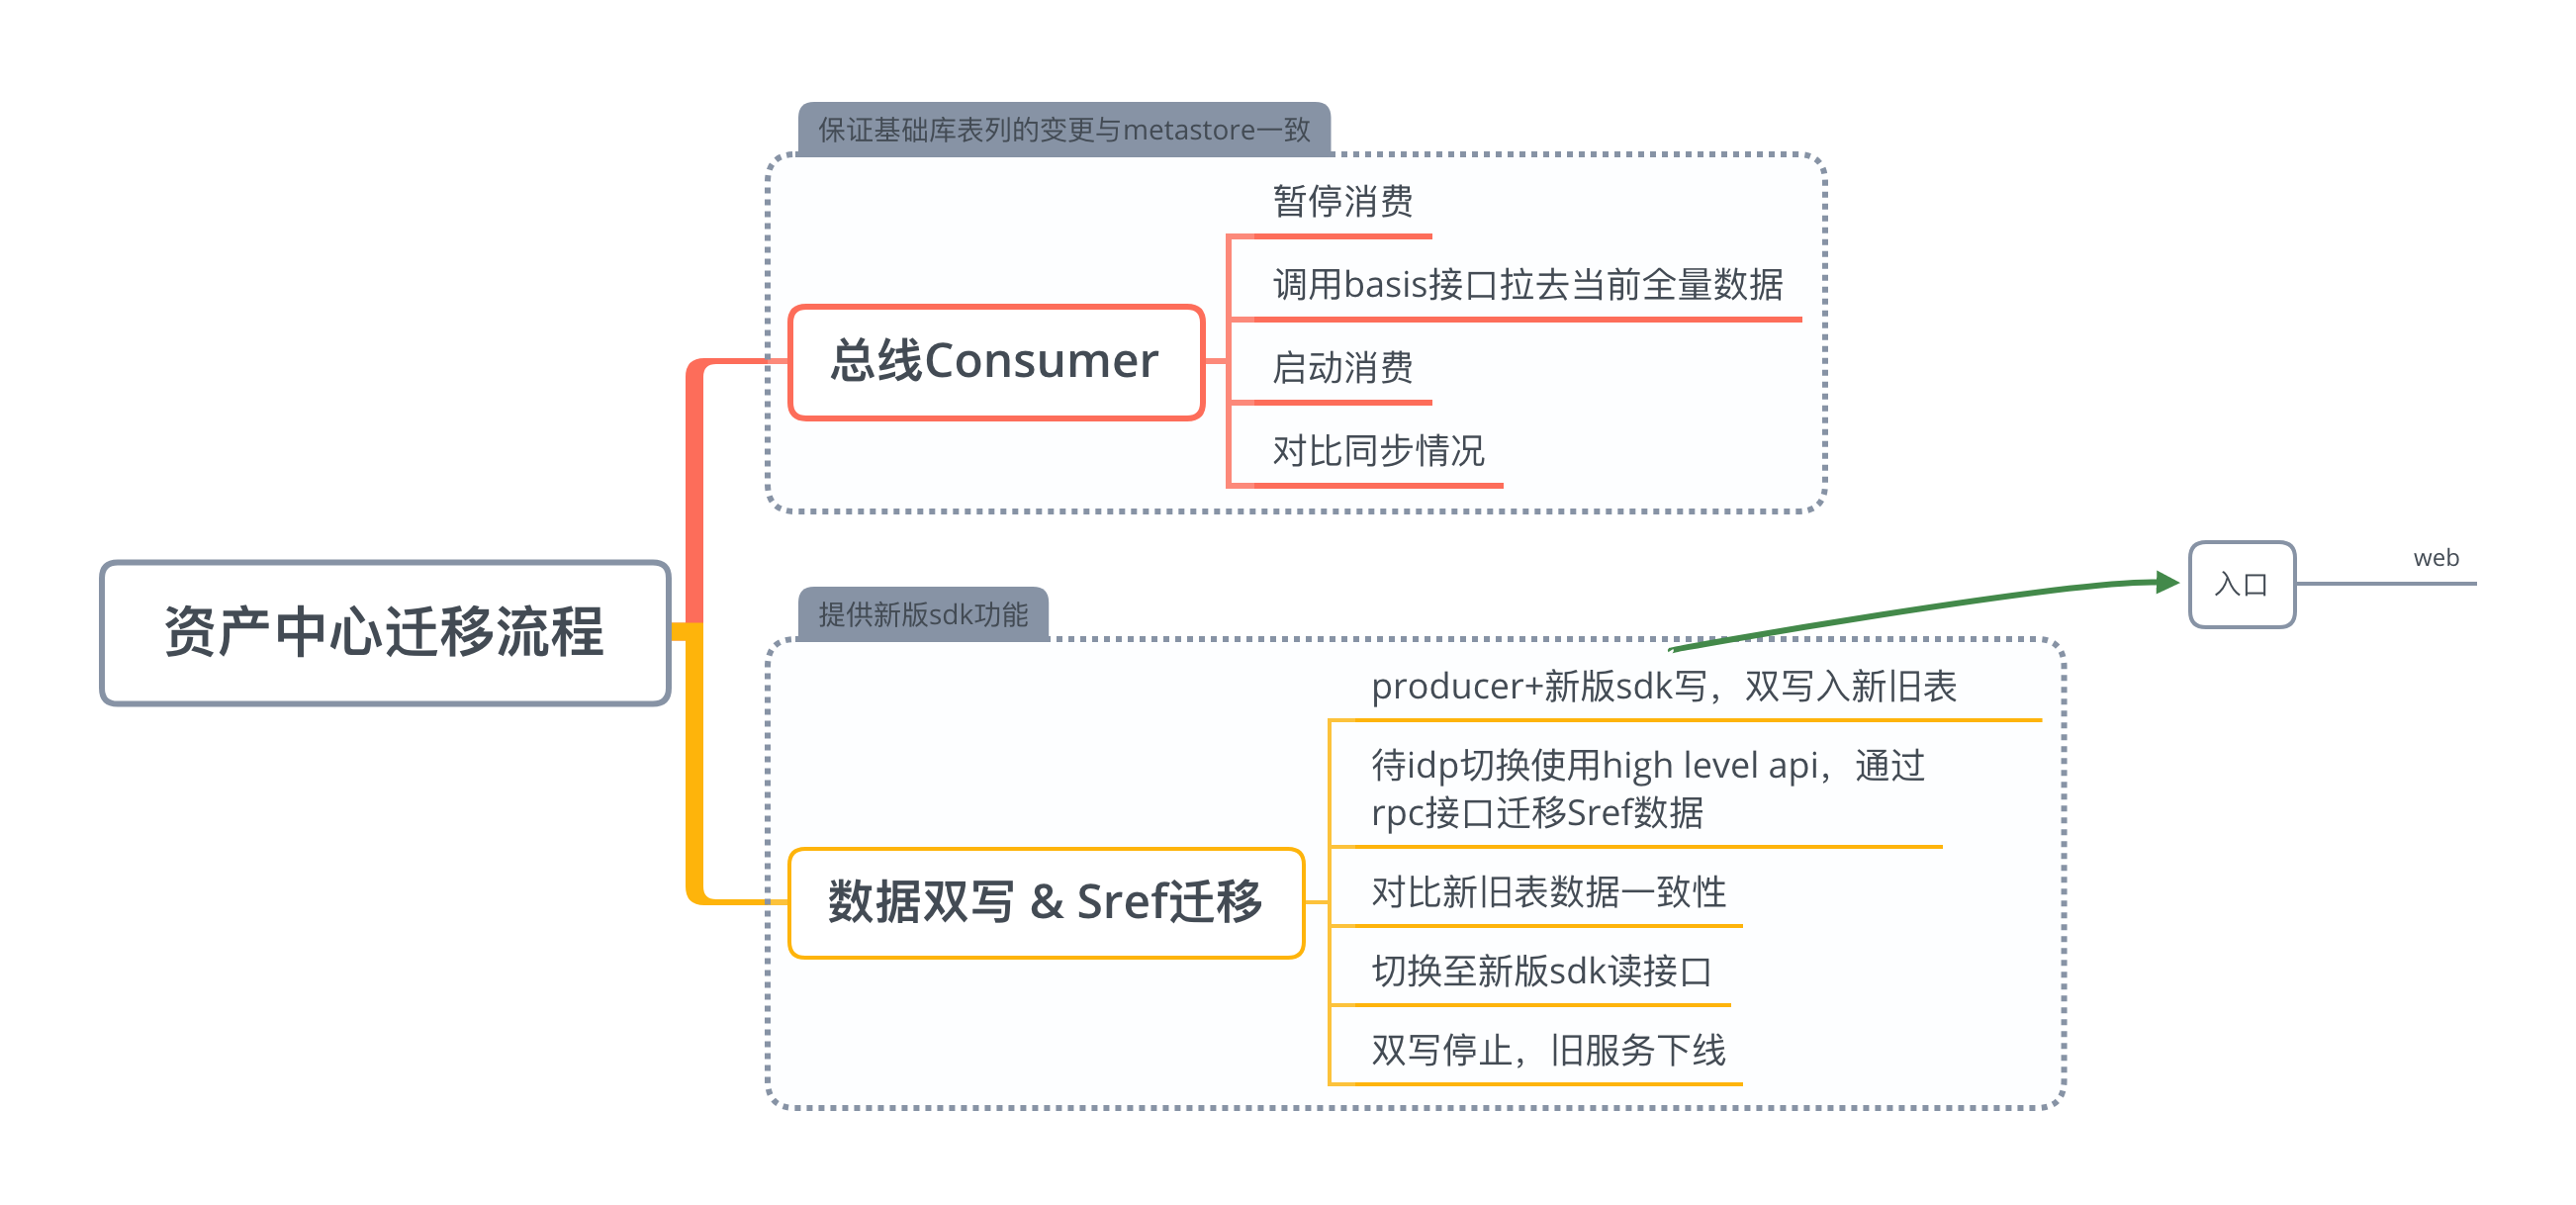 保证基础库表列的变更与metastore一致
暂停消费
调用basis接口拉去当前全量数据
总线Consumer
启动消费
对比同步情况
资产中心迁移流程
入口
web
提供新版sdk功能
producer+新版sdk写，双写入新旧表
待idp切换使用high level api，通过
rpc接口迁移Sref数据
数据双写 & Sref迁移
对比新旧表数据一致性
切换至新版sdk读接口
双写停止，旧服务下线